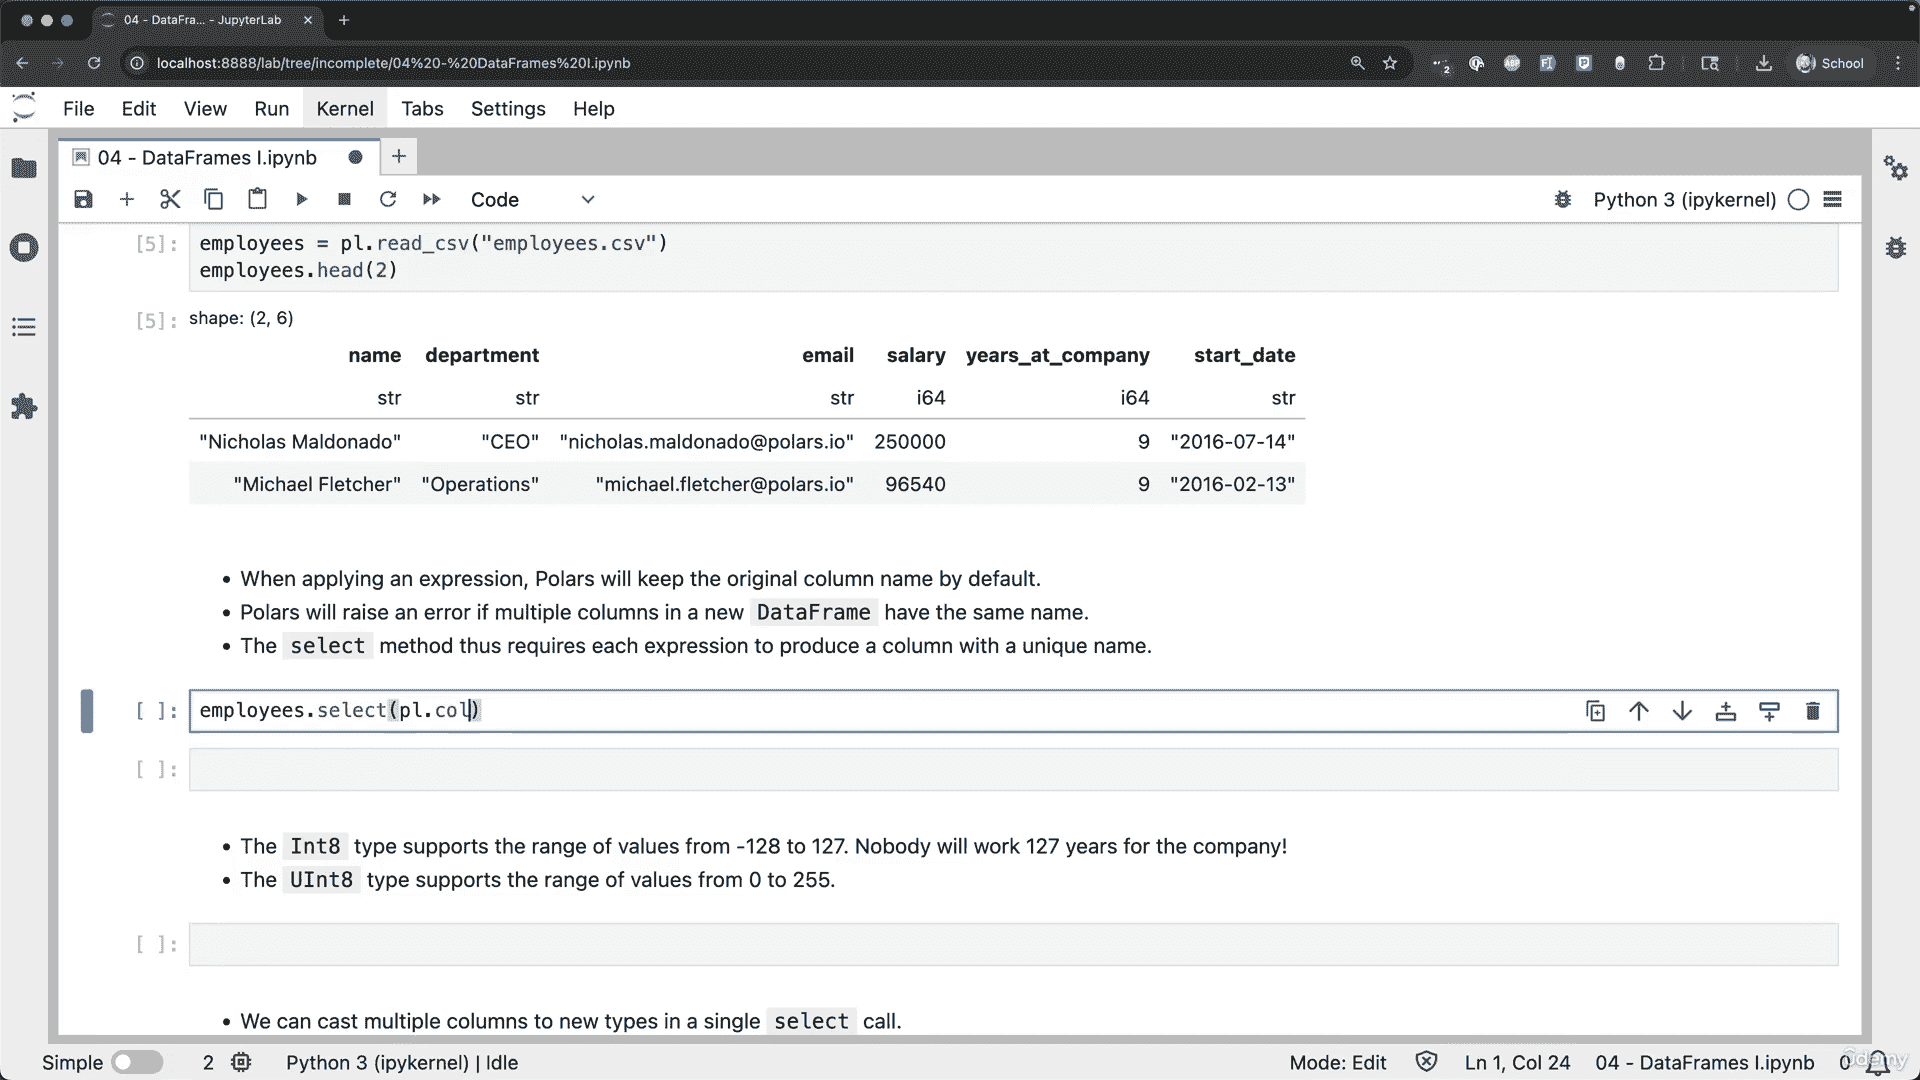 04 - DataFra... - JupyterLab
localhost:8888/lab/tree/incomplete/04%20-%20DataFrames%20I.ipynb
2
ABP
School
File Edit View Run Kernel Tabs Settings Help
04 - DataFrames I.ipynb
Code
Python 3 (ipykernel)
[5]: employees = pl.read_csv("employees.csv")
employees.head(2)
[5]: shape: (2, 6)
name department email salary years_at_company start_date
str str str i64 i64 str
"Nicholas Maldonado" "CEO" "nicholas.maldonado@polars.io" 250000 9 "2016-07-14"
"Michael Fletcher" "Operations" "michael.fletcher@polars.io" 96540 9 "2016-02-13"
• When applying an expression, Polars will keep the original column name by default.
• Polars will raise an error if multiple columns in a new DataFrame have the same name.
• The select method thus requires each expression to produce a column with a unique name.
[ ]: employees.select(pl.col)
[ ]:
• The Int8 type supports the range of values from -128 to 127. Nobody will work 127 years for the company!
• The UInt8 type supports the range of values from 0 to 255.
[ ]:
• We can cast multiple columns to new types in a single select call.
Simple 2 Python 3 (ipykernel) | Idle Mode: Edit Ln 1, Col 24 04 - DataFrames I.ipynb 0
udemy